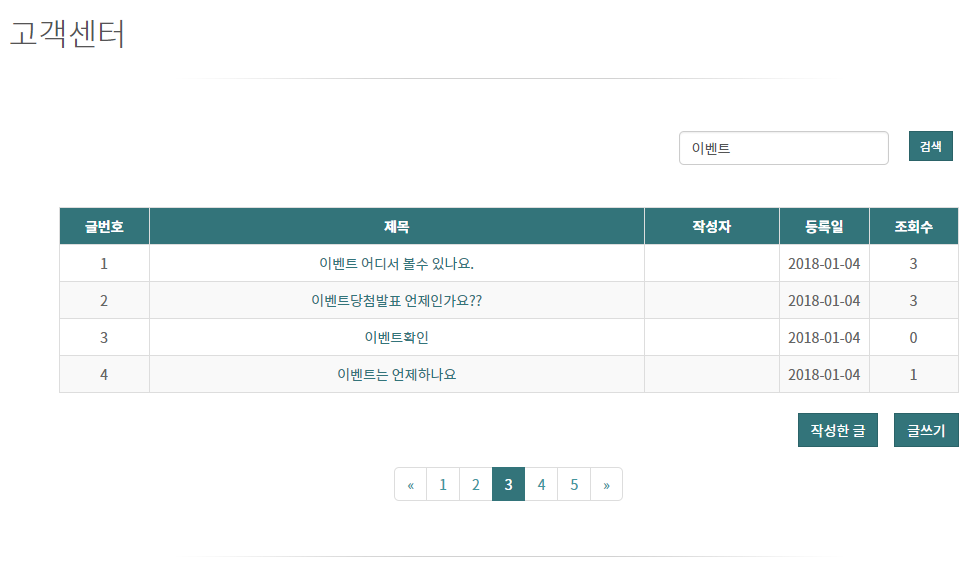 고객센터
이벤트 검색
글번호 제목 작성자 등록일 조회수
1 이벤트 어디서 볼수 있나요. 2018-01-04 3
2 이벤트당첨발표 언제인가요?? 2018-01-04 3
3 이벤트확인 2018-01-04 0
4 이벤트는 언제하나요 2018-01-04 1
작성한 글 글쓰기
« 1 2 3 4 5 »